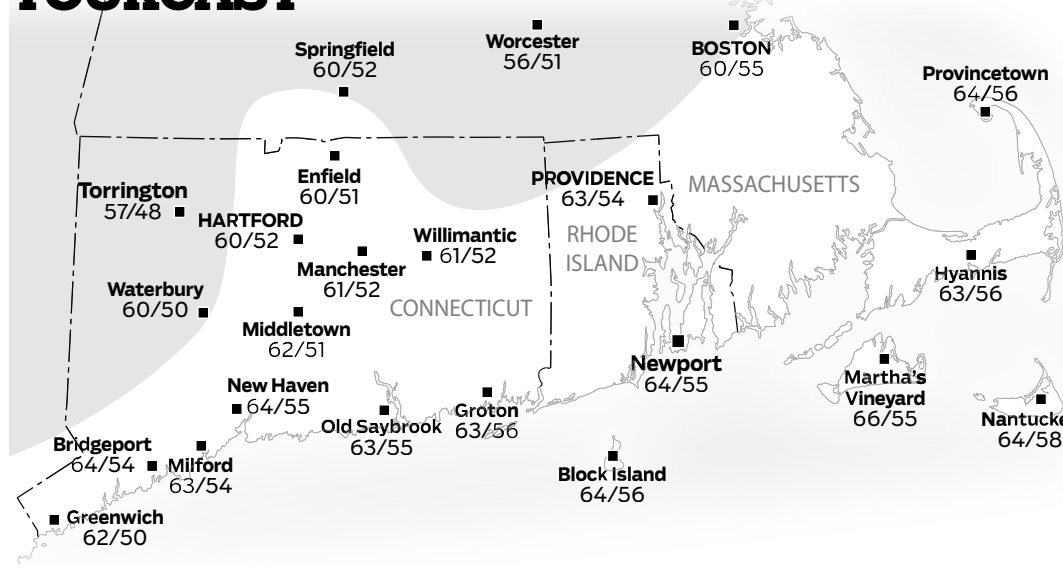 Springfield
60/52
Worcester
56/51
BOSTON
60/55
Provincetown
64/56
Enfield
60/51
Torrington
57/48
HARTFORD
60/52
Manchester
61/52
Willimantic
61/52
PROVIDENCE
63/54
MASSACHUSETTS
RHODE
ISLAND
Hyannis
63/56
Waterbury
60/50
CONNECTICUT
Middletown
62/51
Newport
64/55
Martha's
Vineyard
66/55
New Haven
64/55
Old Saybrook
63/55
Groton
63/56
Nantucke
64/58
Bridgeport
64/54
Milford
63/54
Block Island
64/56
Greenwich
62/50